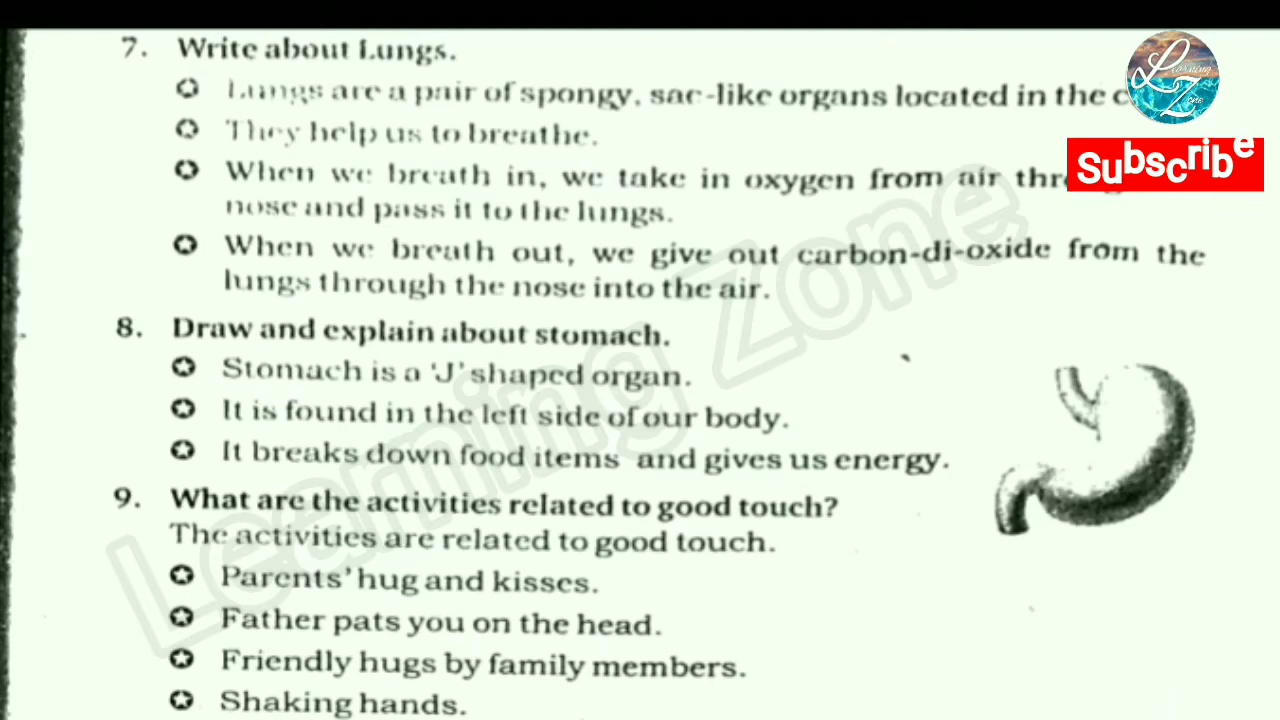 7. Write about Lungs.
Lungs are a pair of spongy, sac-like organs located in the
They help us to breathe.
When we breath in, we take in oxygen from air
nose and pass it to the lungs.
When we breath out, we give out carbon-di-oxide from the
lungs through the nose into the air.
8. Draw and explain about stomach.
Stomach is a 'J' shaped organ.
It is found in the left side of our body.
It breaks down food items and gives us energy.
9. What are the activities related to good touch?
The activities are related to good touch.
Parents' hug and kisses.
Father pats you on the head.
Friendly hugs by family members.
Shaking hands.
Learning
Zone
Subscribe
Learning Zone